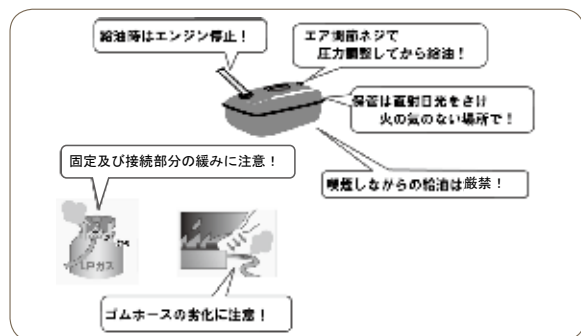 給油時はエンジン停止！
エア調節ネジで
圧力調整してから給油！
保管は直射日光をさけ
火の気のない場所で！
喫煙しながらの給油は厳禁！
固定及び接続部分の緩みに注意！
LPガス
ゴムホースの劣化に注意！